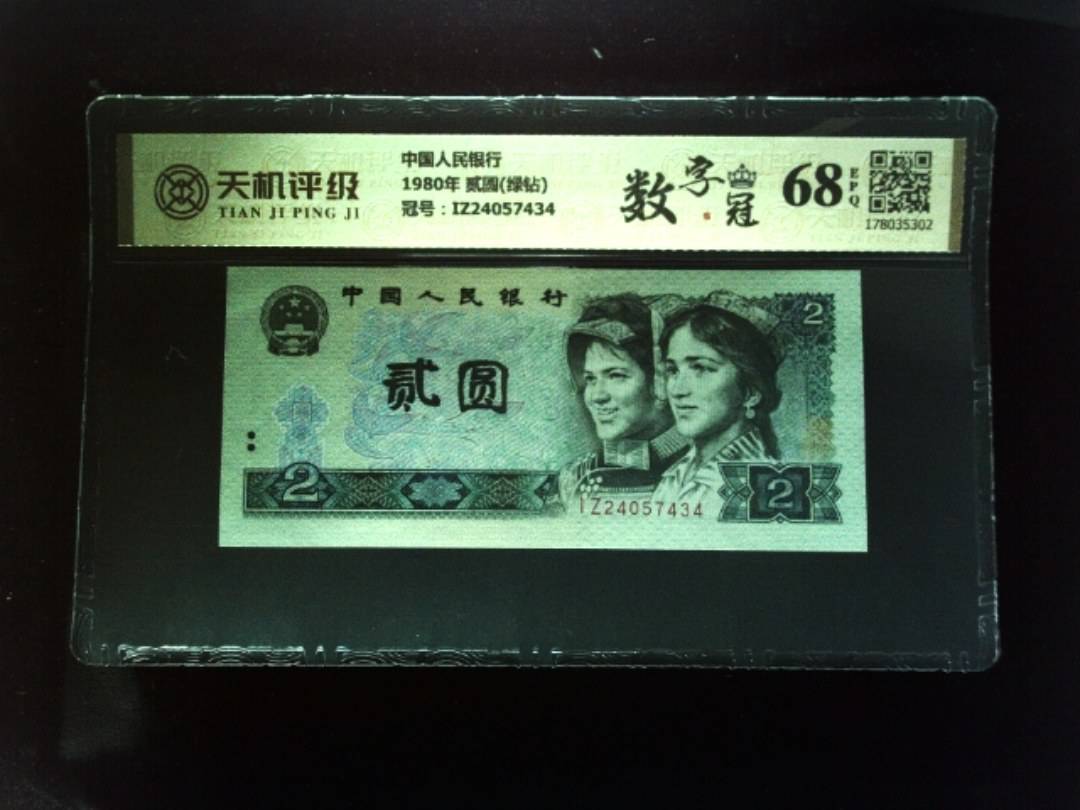 天机评级
TIAN JI PING JI
中国人民银行
1980年 贰圆(绿钻)
冠号：IZ24057434
数字冠
68
EPQ
178035302
中国人民银行
贰圆
2
2
2
IZ24057434